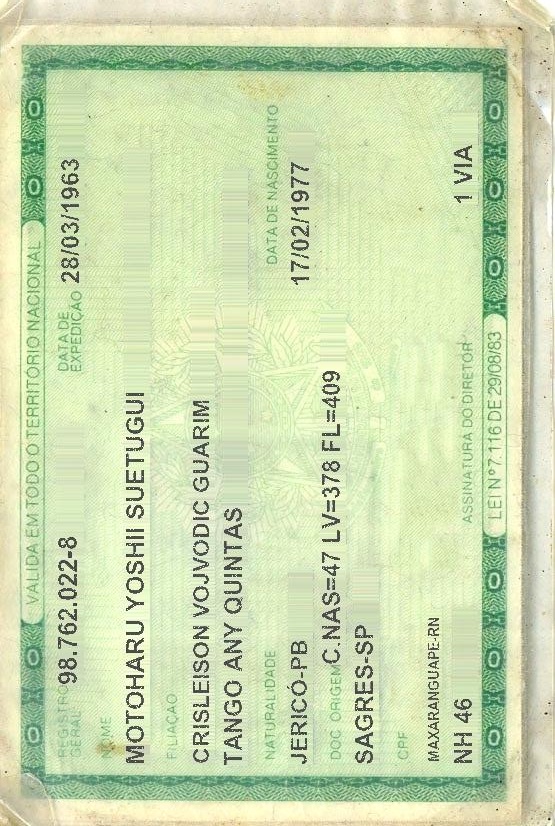 VALIDA EM TODO O TERRITÓRIO NACIONAL
REGISTRO GERAL 98.762.022-8 DATA DE EXPEDIÇÃO 28/03/1963
NOME
MOTOHARU YOSHII SUETUGUI
FILIAÇÃO
CRISLEISON VOJVODIC GUARIM
TANGO ANY QUINTAS
NATURALIDADE DATA DE NASCIMENTO
JERICÓ-PB 17/02/1977
DOC ORIGEM C.NAS=47 LV=378 FL=409
SAGRES-SP
CPF
MAXARANGUAPE-RN
NH 46 1 VIA
ASSINATURA DO DIRETOR
LEI Nº 7.116 DE 29/08/83